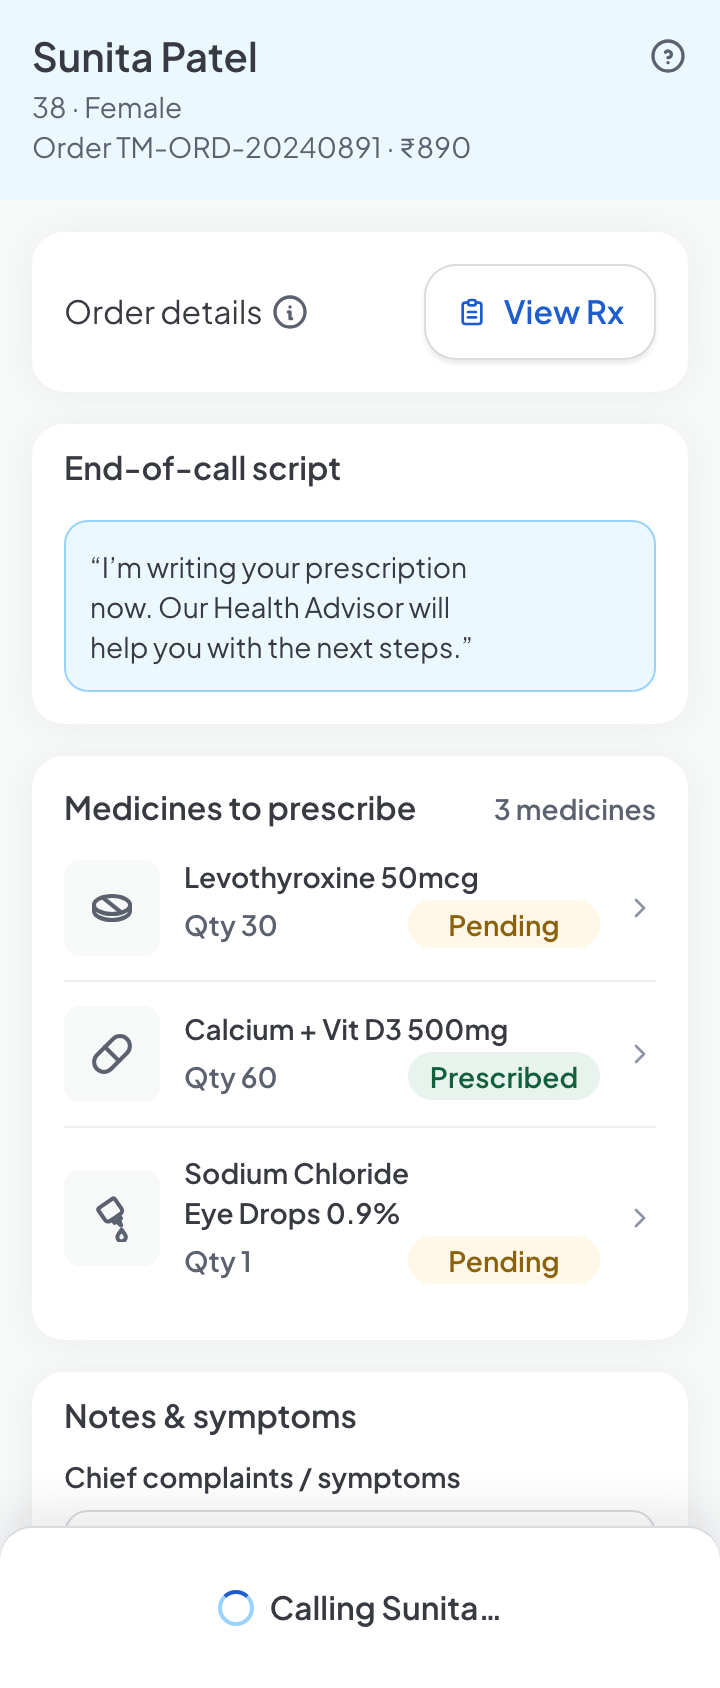 Sunita Patel
38 · Female
Order TM-ORD-20240891 · ₹890
Order details
View Rx
End-of-call script
“I’m writing your prescription
now. Our Health Advisor will
help you with the next steps.”
Medicines to prescribe
3 medicines
Levothyroxine 50mcg
Qty 30
Pending
Calcium + Vit D3 500mg
Qty 60
Prescribed
Sodium Chloride
Eye Drops 0.9%
Qty 1
Pending
Notes & symptoms
Chief complaints / symptoms
Calling Sunita...